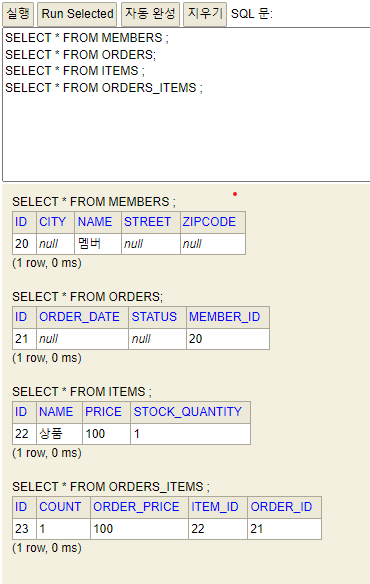 실행 Run Selected 자동 완성 지우기 SQL 문:
SELECT * FROM MEMBERS ;
SELECT * FROM ORDERS;
SELECT * FROM ITEMS ;
SELECT * FROM ORDERS_ITEMS ;
SELECT * FROM MEMBERS ;
ID CITY NAME STREET ZIPCODE
20 null 멤버 null null
(1 row, 0 ms)
SELECT * FROM ORDERS;
ID ORDER_DATE STATUS MEMBER_ID
21 null null 20
(1 row, 0 ms)
SELECT * FROM ITEMS ;
ID NAME PRICE STOCK_QUANTITY
22 상품 100 1
(1 row, 0 ms)
SELECT * FROM ORDERS_ITEMS ;
ID COUNT ORDER_PRICE ITEM_ID ORDER_ID
23 1 100 22 21
(1 row, 0 ms)